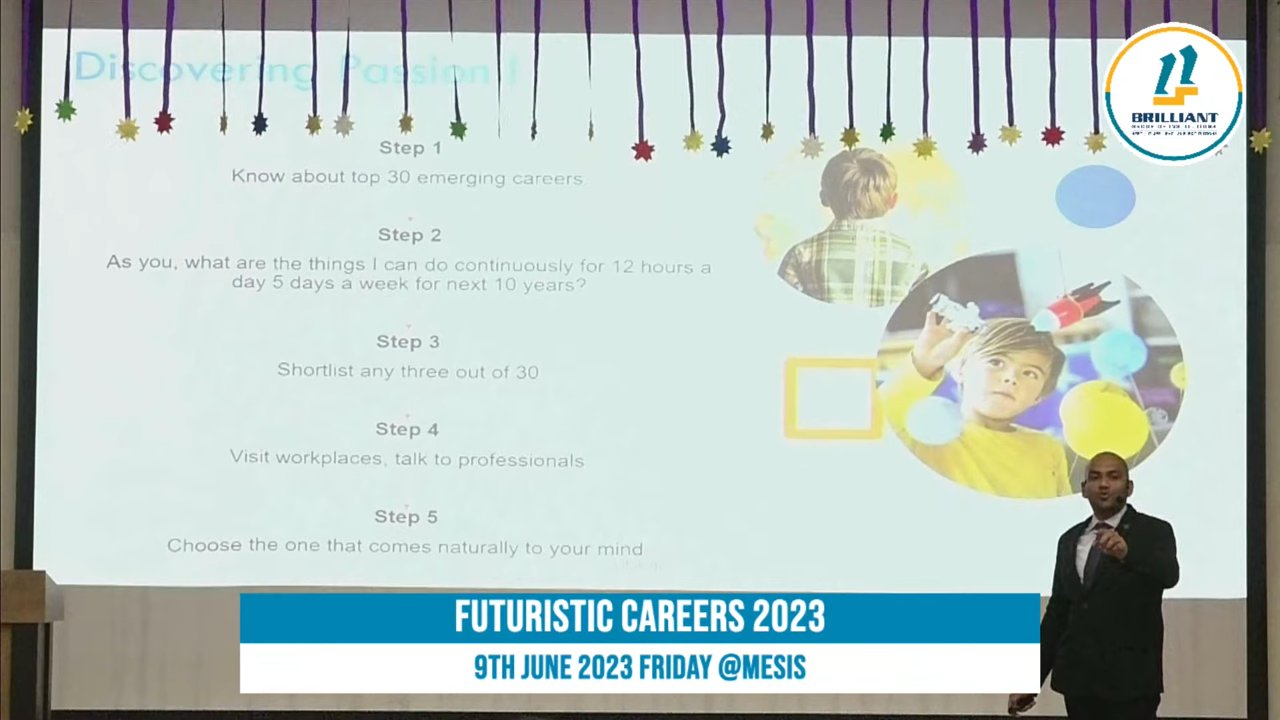 Discovering Passion !
BRILLIANT
Step 1
Know about top 30 emerging careers.
Step 2
As you, what are the things I can do continuously for 12 hours a
day 5 days a week for next 10 years?
Step 3
Shortlist any three out of 30
Step 4
Visit workplaces, talk to professionals
Step 5
Choose the one that comes naturally to your mind
FUTURISTIC CAREERS 2023
9TH JUNE 2023 FRIDAY @MESIS